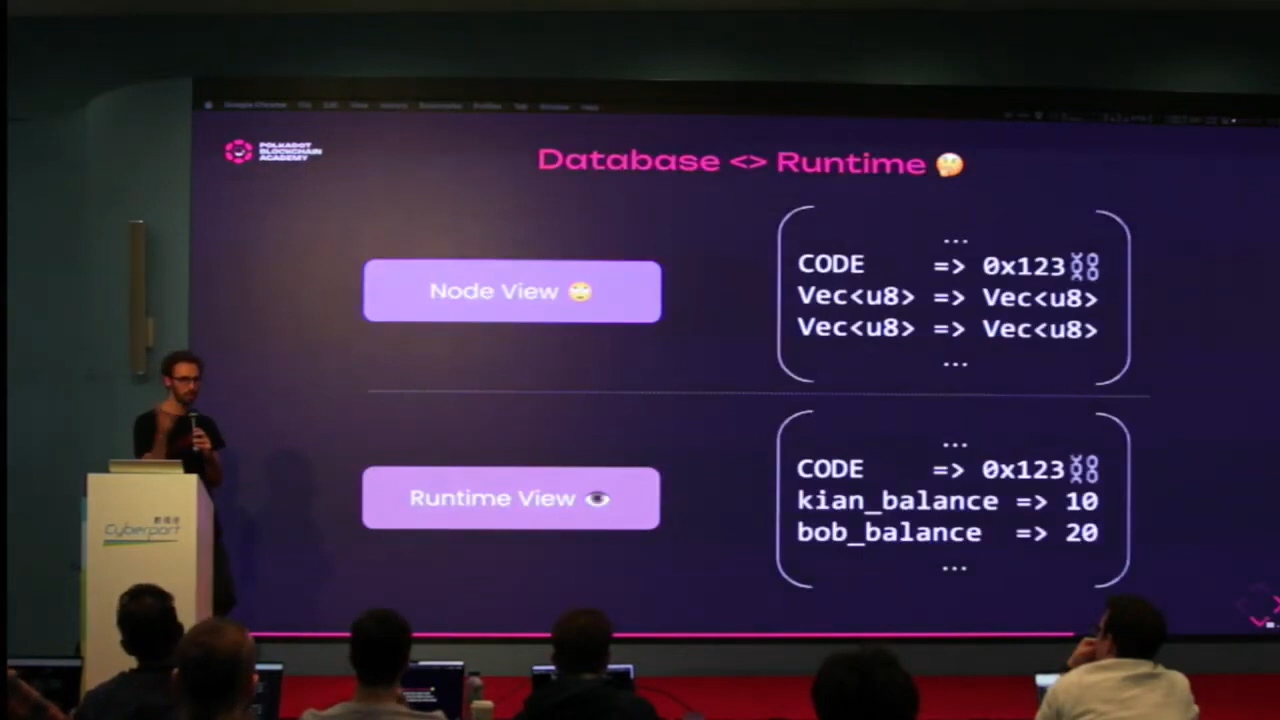 POLKADOT
BLOCKCHAIN
ACADEMY
Database <> Runtime 🤔
Node View 🙄
...
CODE => 0x123⛓️
Vec<u8> => Vec<u8>
Vec<u8> => Vec<u8>
...
Runtime View 👁️
...
CODE => 0x123⛓️
kian_balance => 10
bob_balance => 20
...
Cyberport